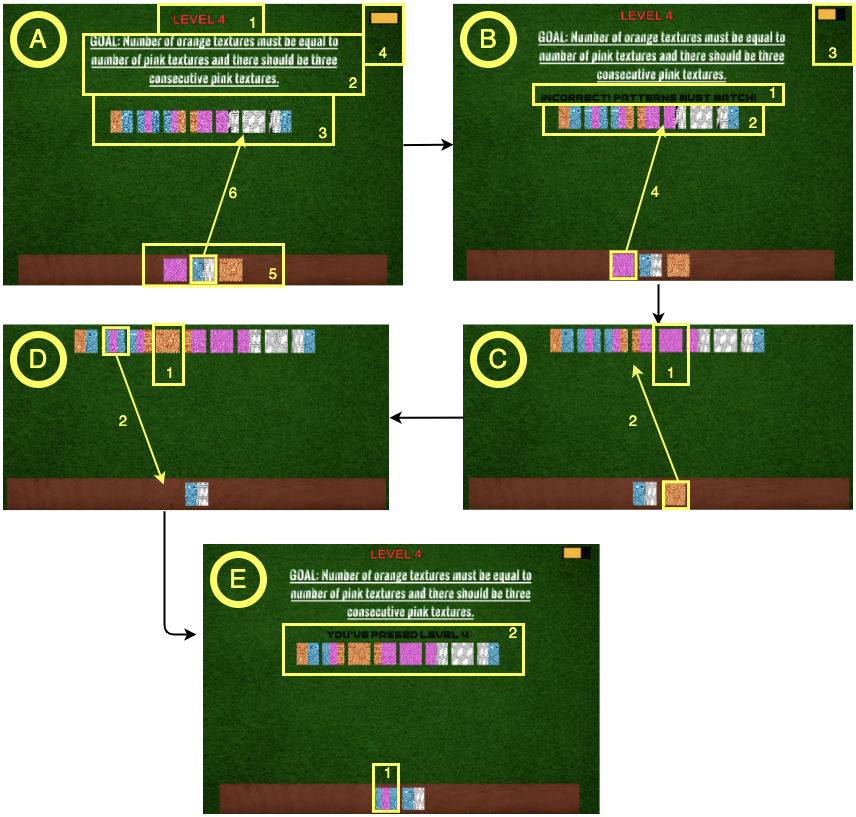 A
LEVEL 4
1
4
GOAL: Number of orange textures must be equal to
number of pink textures and there should be three
consecutive pink textures.
2
3
6
5
B
LEVEL 4
3
GOAL: Number of orange textures must be equal to
number of pink textures and there should be three
consecutive pink textures.
INCORRECT! PATTERNS MUST MATCH!
1
2
4
D
1
2
C
1
2
E
LEVEL 4
GOAL: Number of orange textures must be equal to
number of pink textures and there should be three
consecutive pink textures.
YOU'VE PASSED LEVEL 4
2
1